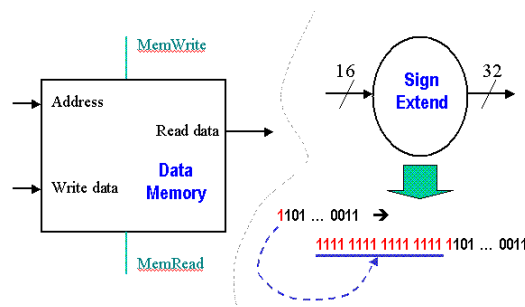 MemWrite
Address
Read data
Write data
Data
Memory
MemRead
16
32
Sign
Extend
1101 ... 0011 ➔
1111 1111 1111 1111 1101 ... 0011